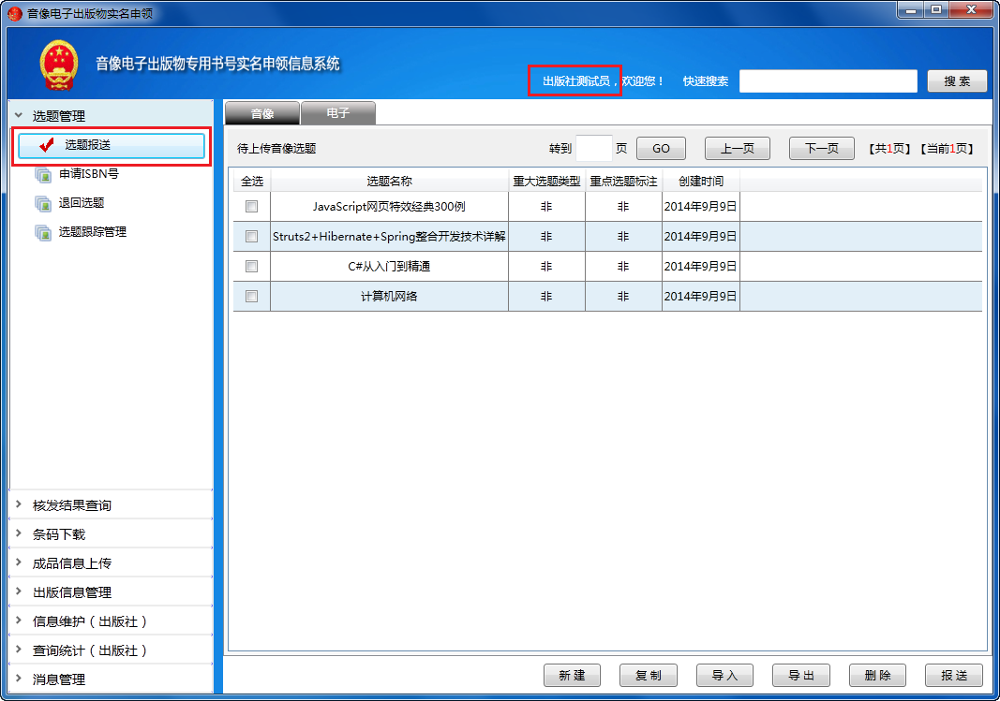 音像电子出版物实名申领
音像电子出版物专用书号实名申领信息系统
出版社测试员，欢迎您！ 快速搜索 搜 索
选题管理
选题报送
申请ISBN号
退回选题
选题跟踪管理
核发结果查询
条码下载
成品信息上传
出版信息管理
信息维护（出版社）
查询统计（出版社）
消息管理
音像 电子
待上传音像选题 转到 页 GO 上一页 下一页 【共1页】【当前1页】
全选 选题名称 重大选题类型 重点选题标注 创建时间
JavaScript网页特效经典300例 非 非 2014年9月9日
Struts2+Hibernate+Spring整合开发技术详解 非 非 2014年9月9日
C#从入门到精通 非 非 2014年9月9日
计算机网络 非 非 2014年9月9日
新 建 复 制 导 入 导 出 删 除 报 送